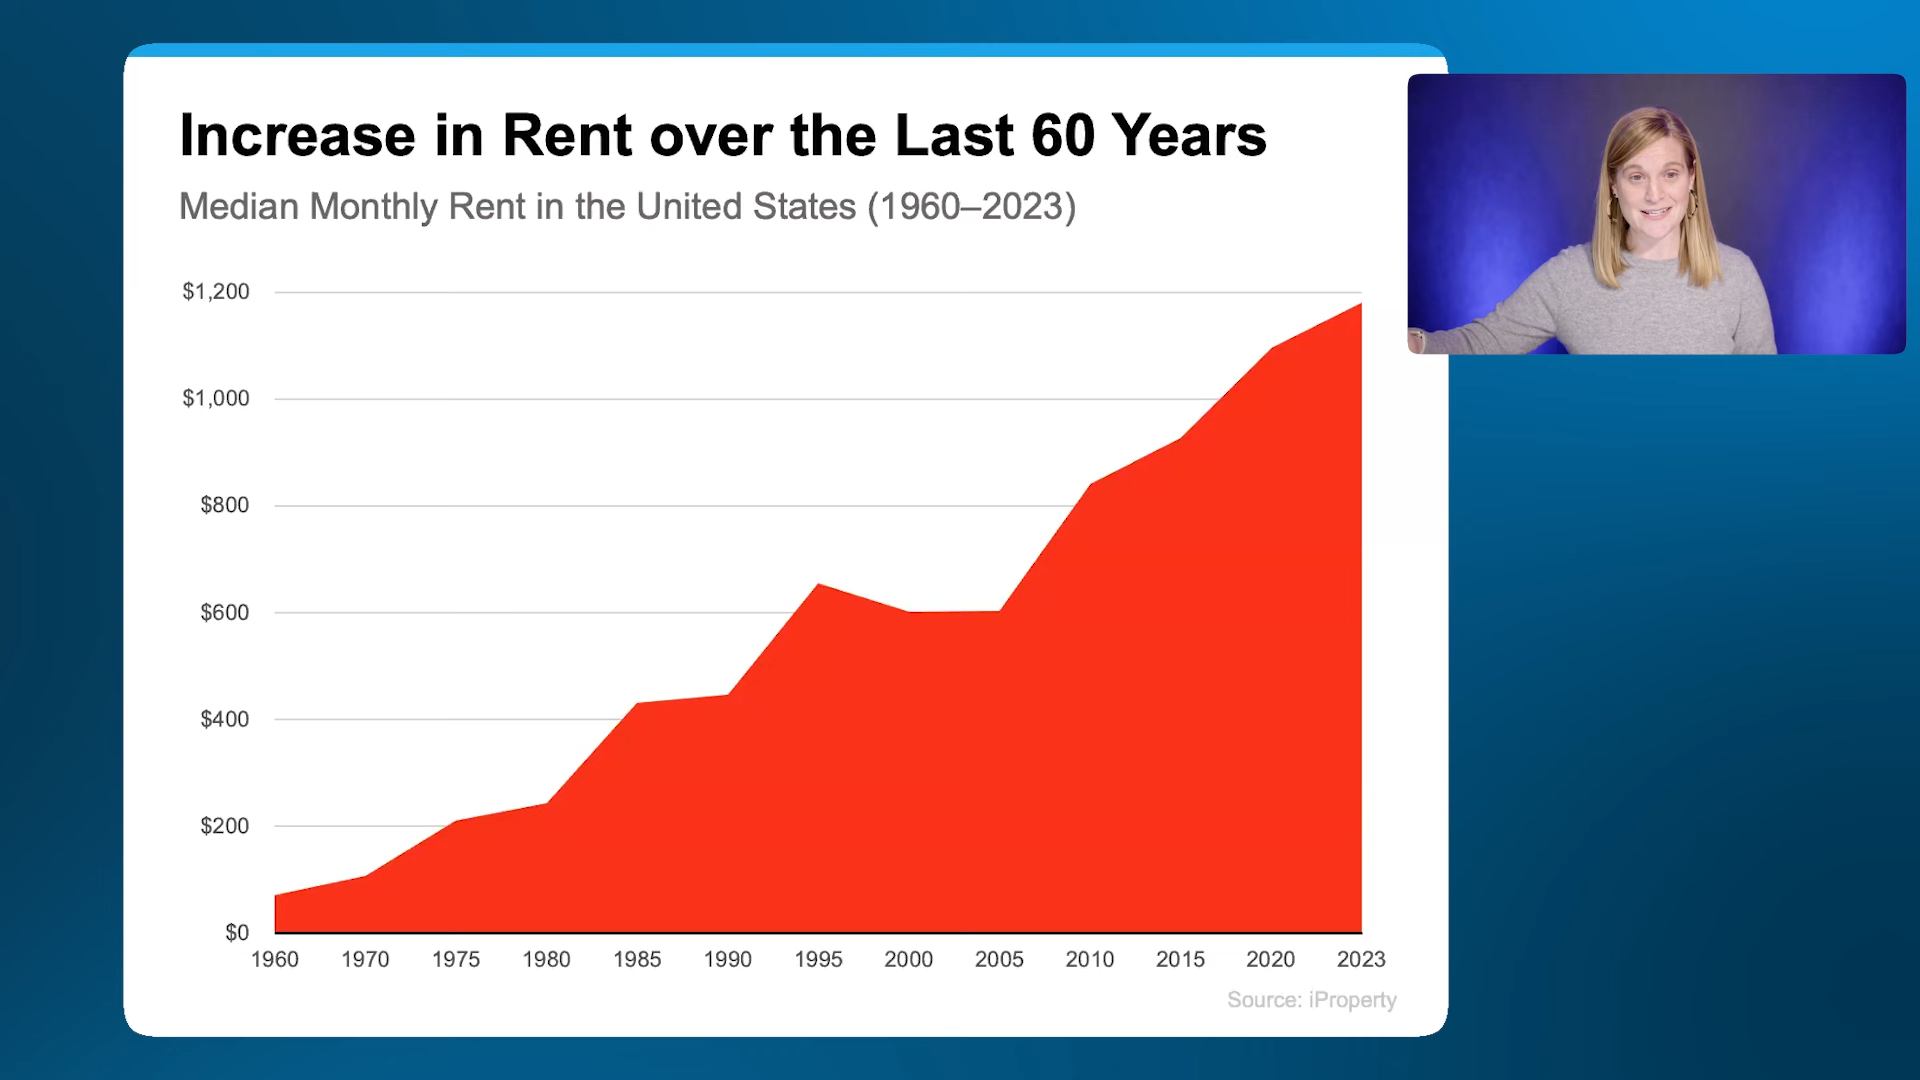 Increase in Rent over the Last 60 Years
Median Monthly Rent in the United States (1960–2023)
$1,200
$1,000
$800
$600
$400
$200
$0
1960 1970 1975 1980 1985 1990 1995 2000 2005 2010 2015 2020 2023
Source: iProperty